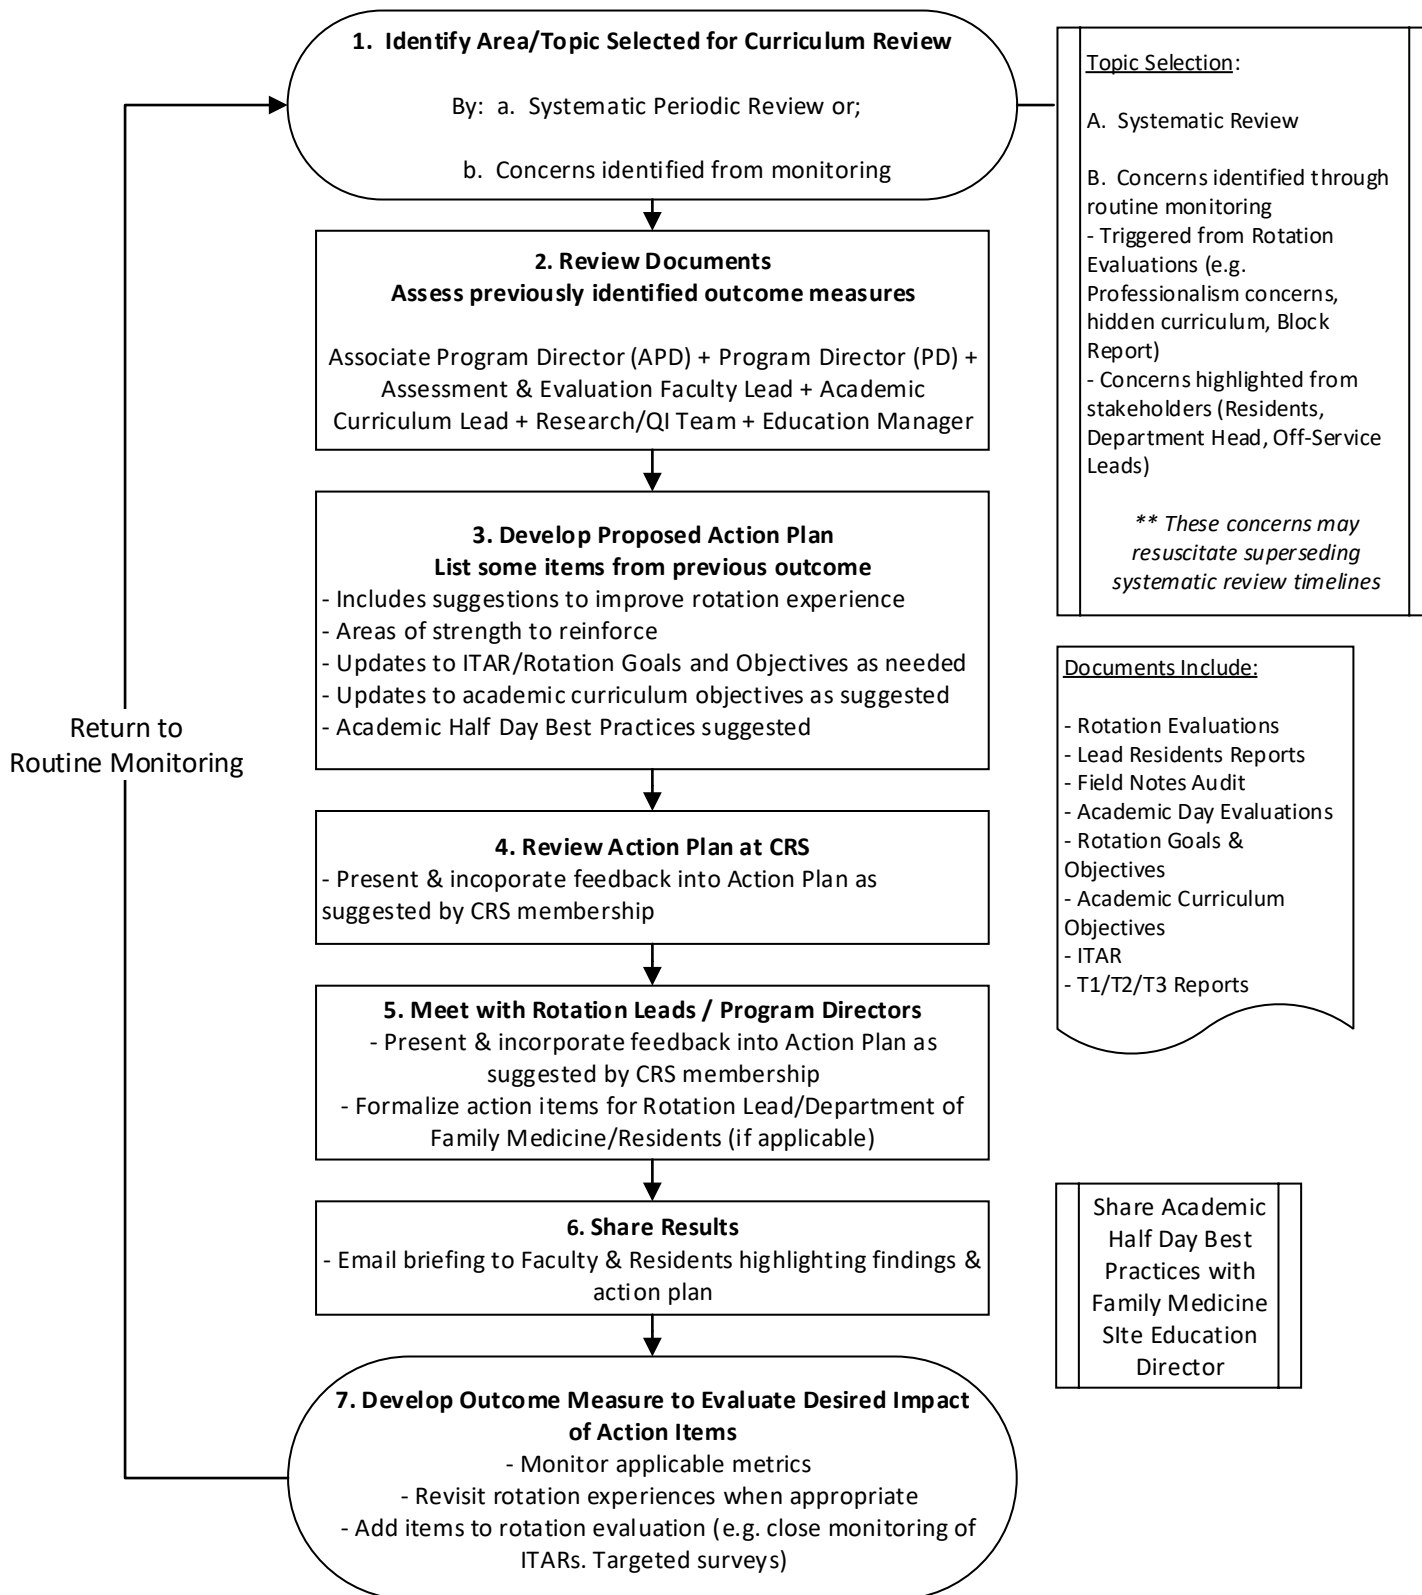 1. Identify Area/Topic Selected for Curriculum Review
By: a. Systematic Periodic Review or;
b. Concerns identified from monitoring
Topic Selection:
A. Systematic Review
B. Concerns identified through
routine monitoring
- Triggered from Rotation
Evaluations (e.g.
Professionalism concerns,
hidden curriculum, Block
Report)
- Concerns highlighted from
stakeholders (Residents,
Department Head, Off-Service
Leads)
** These concerns may
resuscitate superseding
systematic review timelines
2. Review Documents
Assess previously identified outcome measures
Associate Program Director (APD) + Program Director (PD) +
Assessment & Evaluation Faculty Lead + Academic
Curriculum Lead + Research/QI Team + Education Manager
3. Develop Proposed Action Plan
List some items from previous outcome
- Includes suggestions to improve rotation experience
- Areas of strength to reinforce
- Updates to ITAR/Rotation Goals and Objectives as needed
- Updates to academic curriculum objectives as suggested
- Academic Half Day Best Practices suggested
Documents Include:
- Rotation Evaluations
- Lead Residents Reports
- Field Notes Audit
- Academic Day Evaluations
- Rotation Goals &
Objectives
- Academic Curriculum
Objectives
- ITAR
- T1/T2/T3 Reports
Return to
Routine Monitoring
4. Review Action Plan at CRS
- Present & incoporate feedback into Action Plan as
suggested by CRS membership
5. Meet with Rotation Leads / Program Directors
- Present & incorporate feedback into Action Plan as
suggested by CRS membership
- Formalize action items for Rotation Lead/Department of
Family Medicine/Residents (if applicable)
6. Share Results
- Email briefing to Faculty & Residents highlighting findings &
action plan
Share Academic
Half Day Best
Practices with
Family Medicine
SIte Education
Director
7. Develop Outcome Measure to Evaluate Desired Impact
of Action Items
- Monitor applicable metrics
- Revisit rotation experiences when appropriate
- Add items to rotation evaluation (e.g. close monitoring of
ITARs. Targeted surveys)